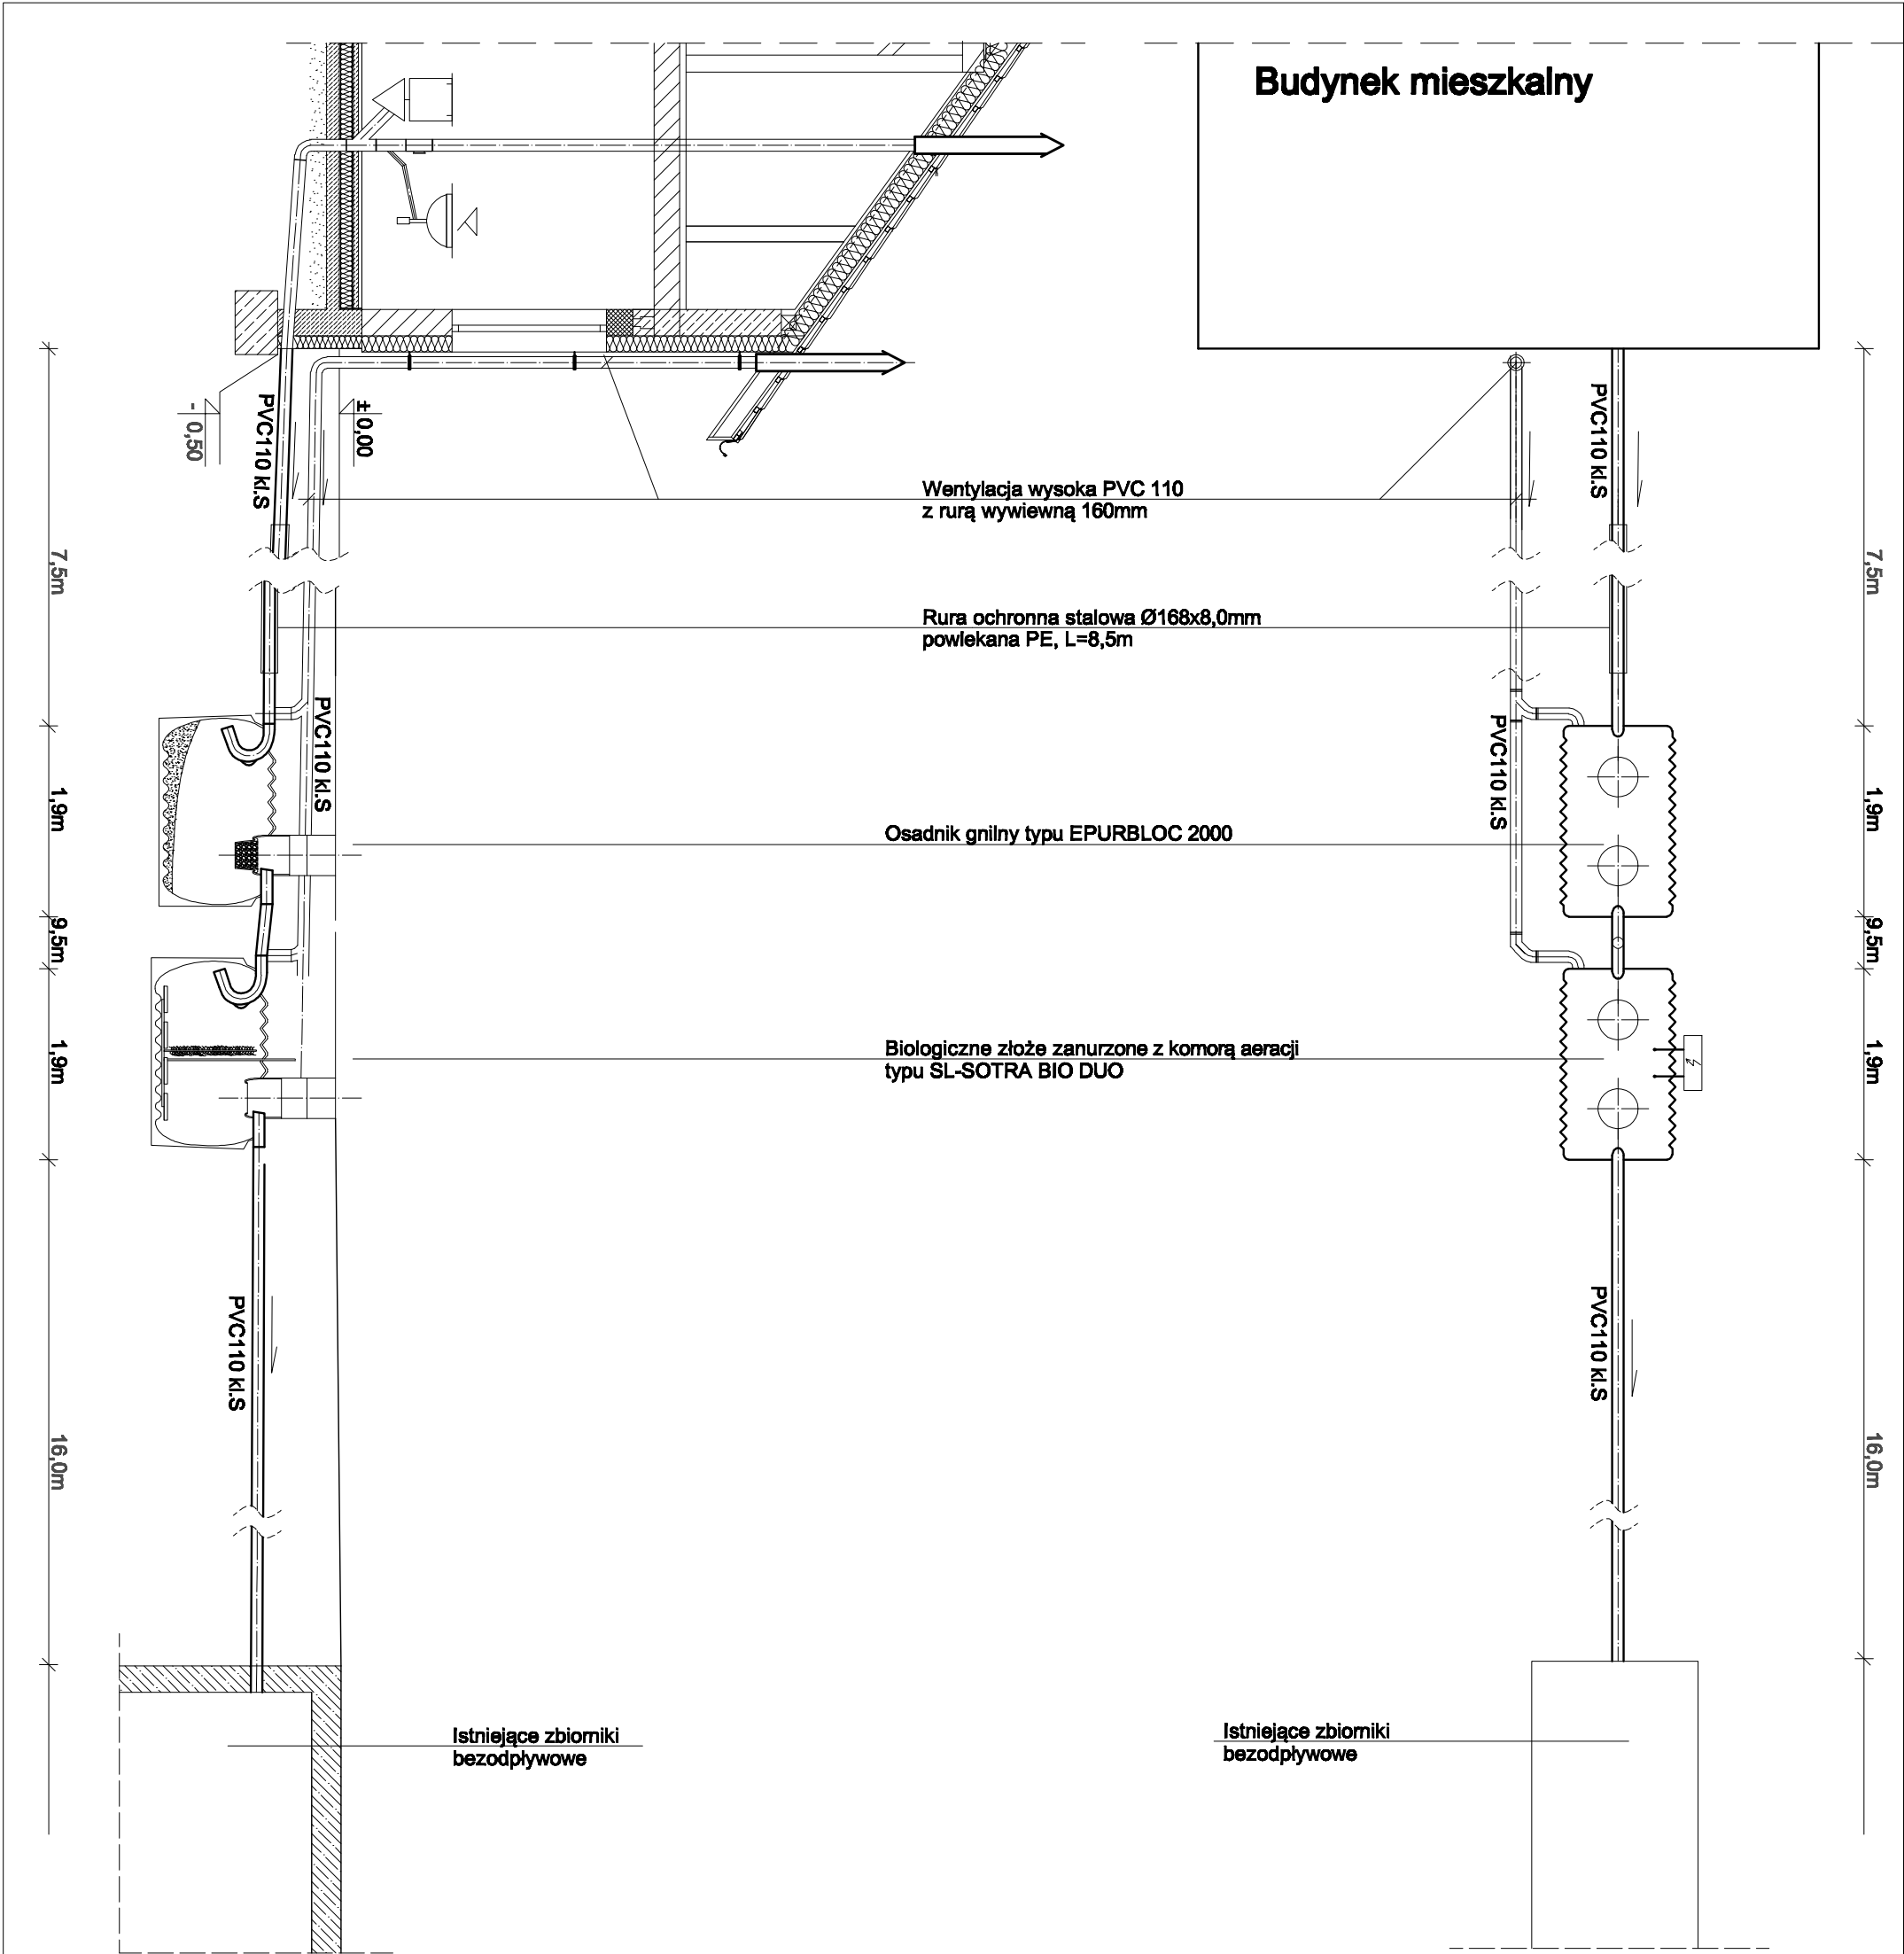 Budynek mieszkalny
± 0,00
- 0,50
PVC110 kl.S
PVC110 kl.S
Wentylacja wysoka PVC 110
z rurą wywiewną 160mm
7,5m
7,5m
Rura ochronna stalowa Ø168x8,0mm
powlekana PE, L=8,5m
PVC110 kl.S
PVC110 kl.S
1,9m
1,9m
Osadnik gnilny typu EPURBLOC 2000
9,5m
9,5m
1,9m
1,9m
Biologiczne złoże zanurzone z komorą aeracji
typu SL-SOTRA BIO DUO
PVC110 kl.S
PVC110 kl.S
16,0m
16,0m
Istniejące zbiorniki
bezodpływowe
Istniejące zbiorniki
bezodpływowe